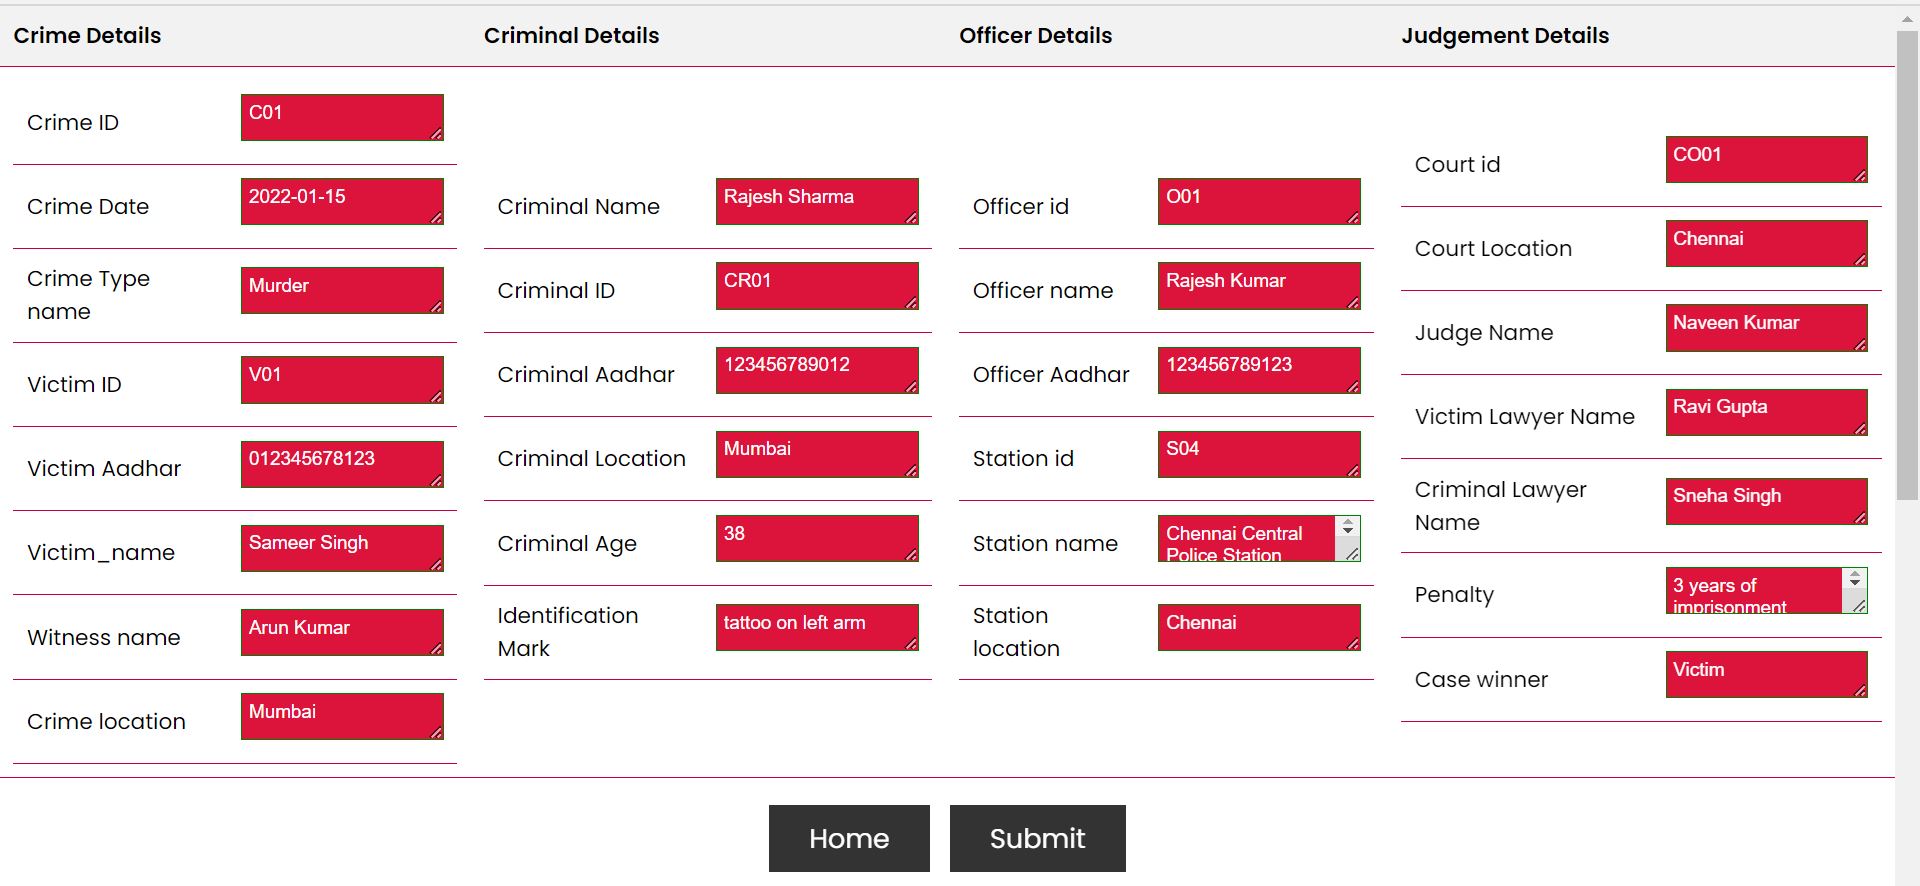 Crime Details Criminal Details Officer Details Judgement Details
Crime ID C01
Crime Date 2022-01-15
Crime Type
name Murder
Victim ID V01
Victim Aadhar 012345678123
Victim_name Sameer Singh
Witness name Arun Kumar
Crime location Mumbai
Criminal Name Rajesh Sharma
Criminal ID CR01
Criminal Aadhar 123456789012
Criminal Location Mumbai
Criminal Age 38
Identification
Mark tattoo on left arm
Officer id O01
Officer name Rajesh Kumar
Officer Aadhar 123456789123
Station id S04
Station name Chennai Central
Police Station
Station
location Chennai
Court id CO01
Court Location Chennai
Judge Name Naveen Kumar
Victim Lawyer Name Ravi Gupta
Criminal Lawyer
Name Sneha Singh
Penalty 3 years of
imprisonment
Case winner Victim
Home Submit